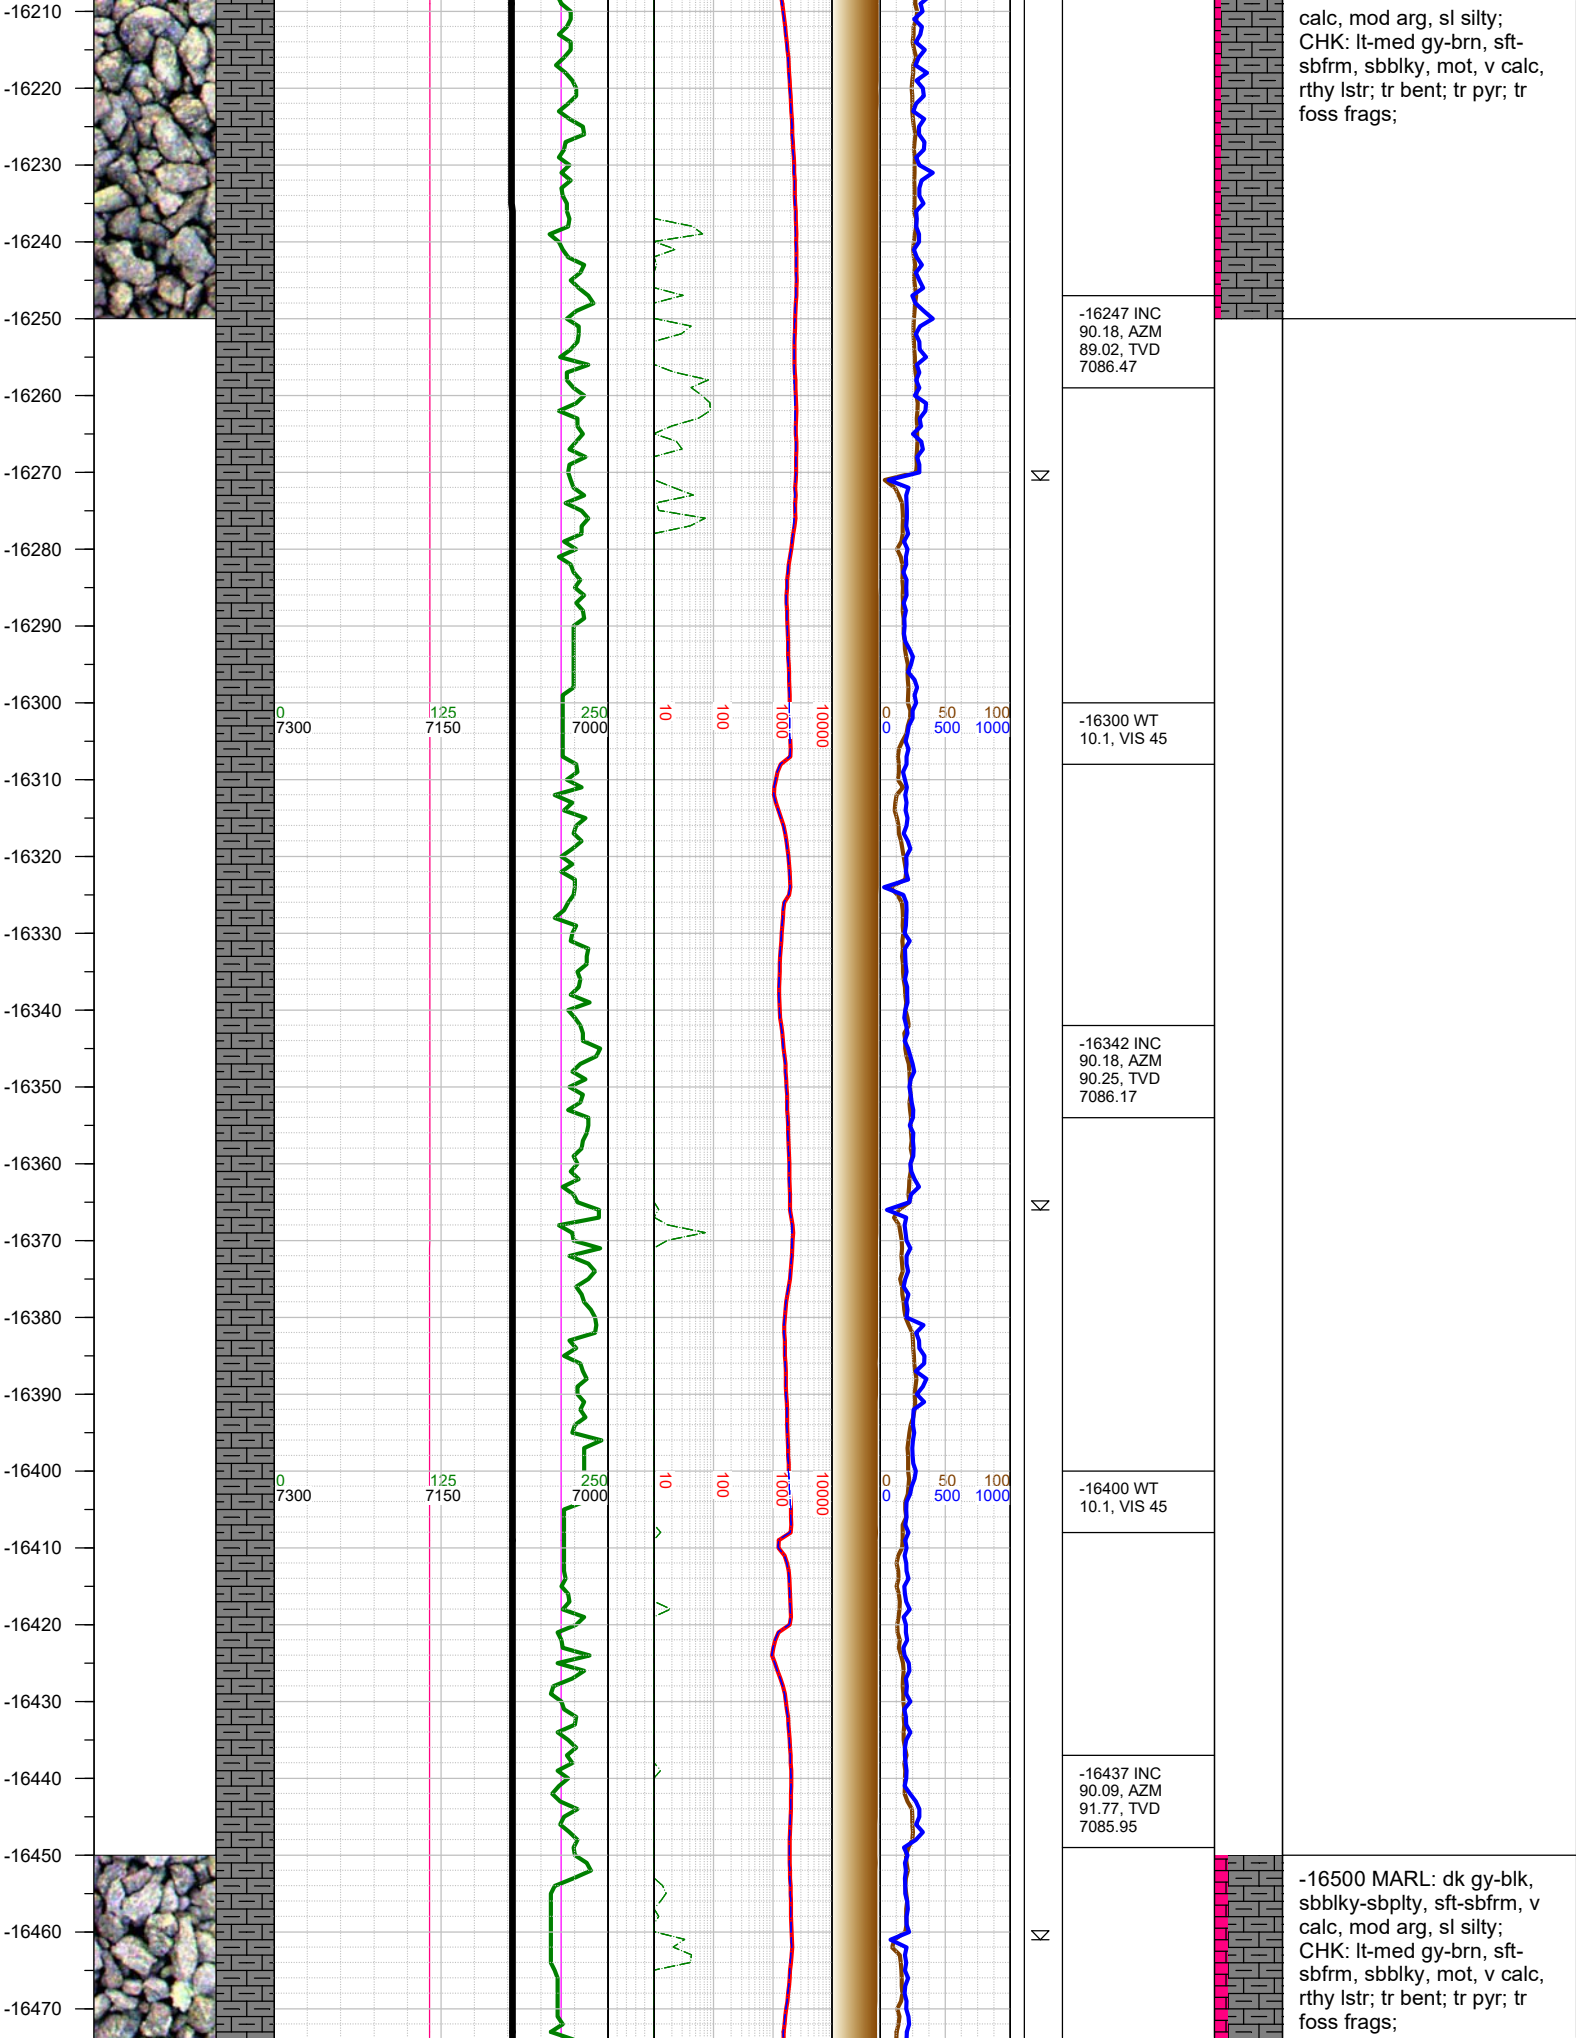 calc, mod arg, sl silty;
CHK: lt-med gy-brn, sft-
sbfrm, sbblky, mot, v calc,
rthy lstr; tr bent; tr pyr; tr
foss frags;
-16210
-16220
-16230
-16240
-16250
-16260
-16270
-16280
-16290
-16300
-16310
-16320
-16330
-16340
-16350
-16360
-16370
-16380
-16390
-16400
-16410
-16420
-16430
-16440
-16450
-16460
-16470
-16247 INC
90.18, AZM
89.02, TVD
7086.47
0 125 250 10 100 1000 10000 0 50 100
7300 7150 7000 0 500 1000
-16300 WT
10.1, VIS 45
-16342 INC
90.18, AZM
90.25, TVD
7086.17
0 125 250 10 100 1000 10000 0 50 100
7300 7150 7000 0 500 1000
-16400 WT
10.1, VIS 45
-16437 INC
90.09, AZM
91.77, TVD
7085.95
-16500 MARL: dk gy-blk,
sbblky-sbplty, sft-sbfrm, v
calc, mod arg, sl silty;
CHK: lt-med gy-brn, sft-
sbfrm, sbblky, mot, v calc,
rthy lstr; tr bent; tr pyr; tr
foss frags;